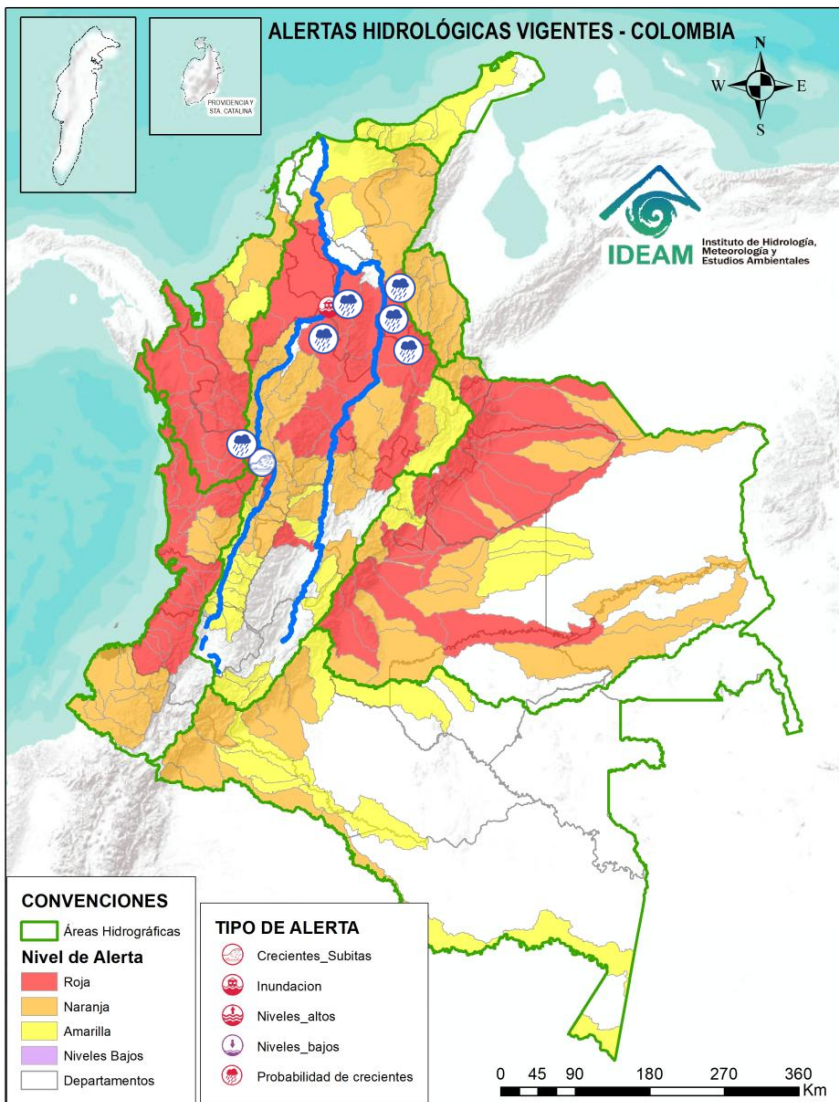 ALERTAS HIDROLÓGICAS VIGENTES - COLOMBIA
PROVIDENCIA Y
STA. CATALINA
N
W
E
S
IDEAM
Instituto de Hidrología,
Meteorología y
Estudios Ambientales
CONVENCIONES
Áreas Hidrográficas
Nivel de Alerta
Roja
Naranja
Amarilla
Niveles Bajos
Departamentos
TIPO DE ALERTA
Crecientes_Subitas
Inundacion
Niveles_altos
Niveles_bajos
Probabilidad de crecientes
0 45 90 180 270 360
Km